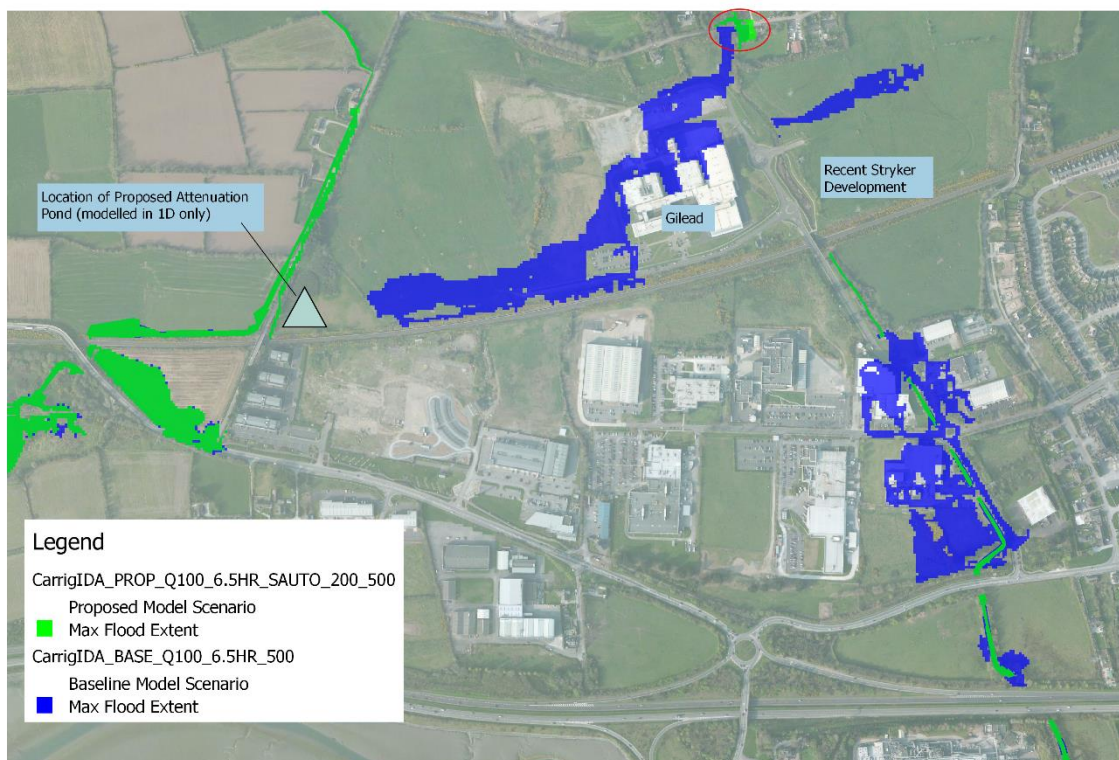 Location of Proposed Attenuation
Pond (modelled in 1D only)
Recent Stryker
Development
Gilead
Legend
CarrigIDA_PROP_Q100_6.5HR_SAUTO_200_500
Proposed Model Scenario
Max Flood Extent
CarrigIDA_BASE_Q100_6.5HR_500
Baseline Model Scenario
Max Flood Extent